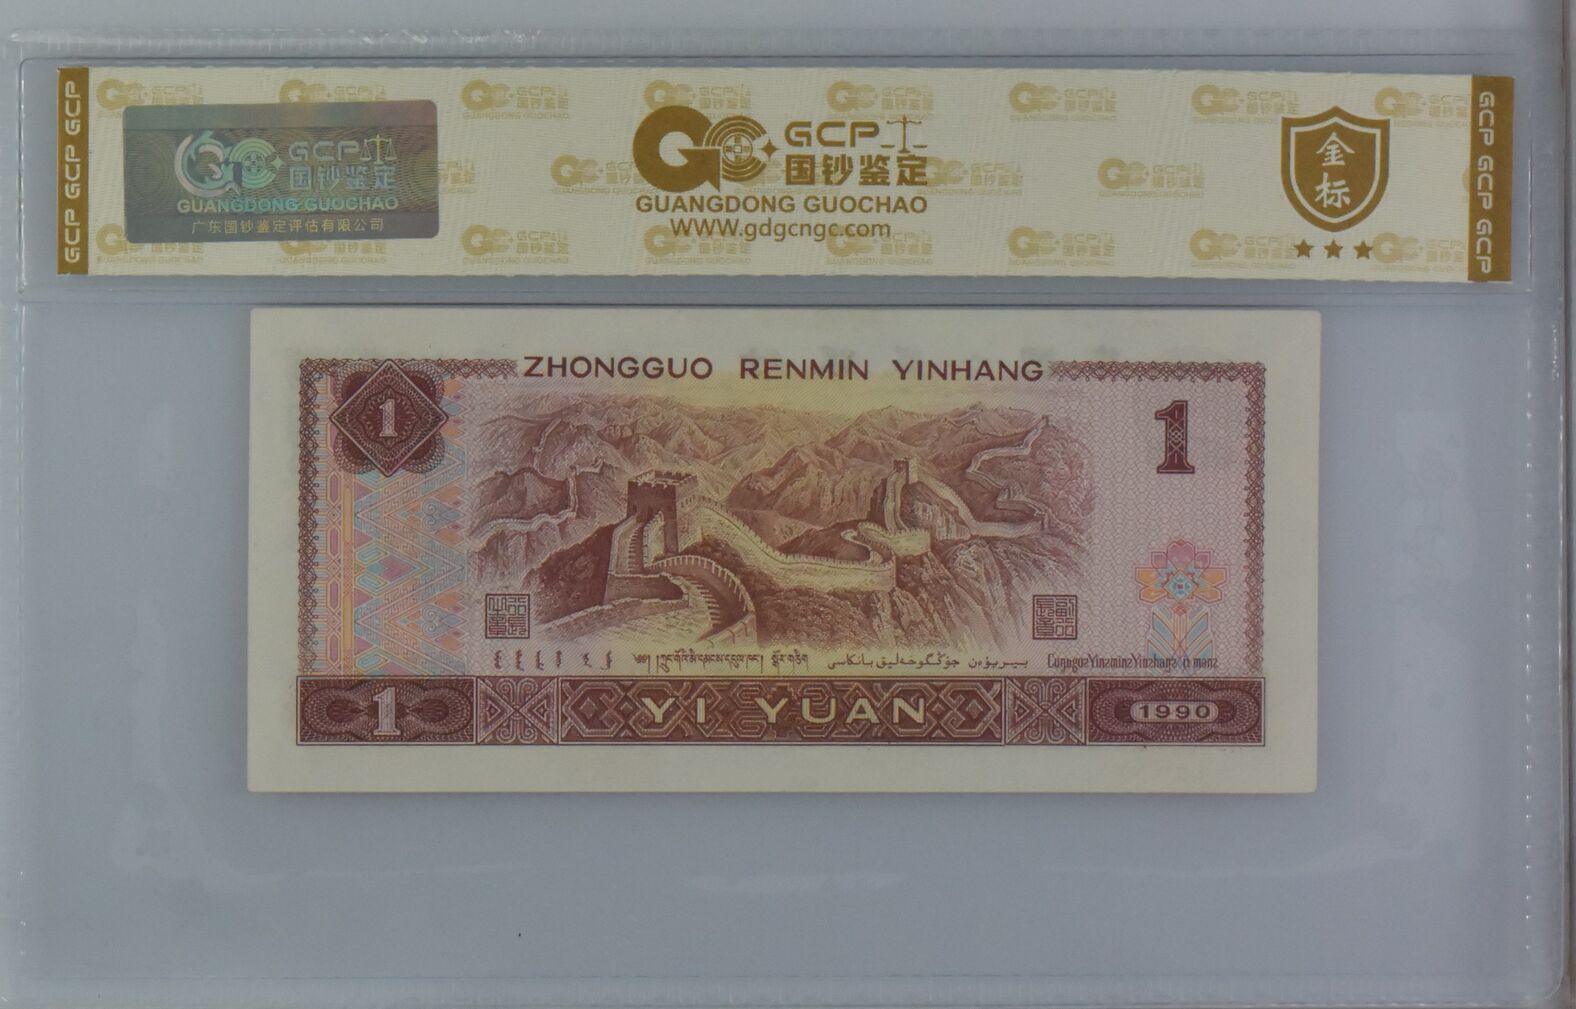 GCP GCP GCP
GCP
国钞鉴定
GUANGDONG GUOCHAO
广东国钞鉴定评估有限公司
GCP
国钞鉴定
GUANGDONG GUOCHAO
WWW.gdgcngc.com
金标
GCP GCP GCP
ZHONGGUO RENMIN YINHANG
1
1
1
YI YUAN
1990